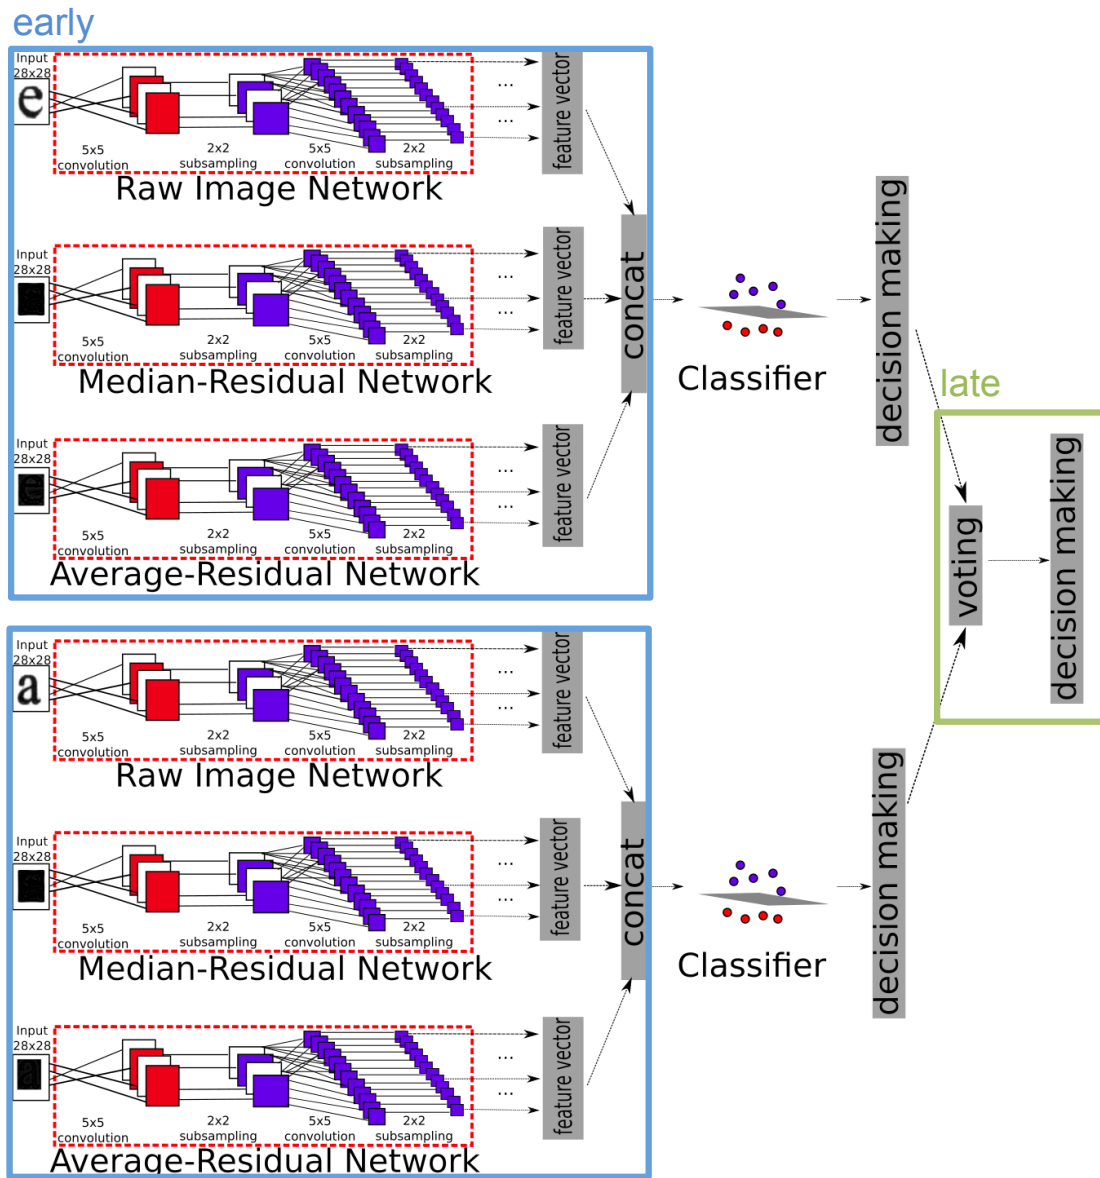 early
Input
28x28
e
5x5
convolution
2x2
subsampling
5x5
convolution
2x2
subsampling
...
...
feature vector
Raw Image Network
Input
28x28
5x5
convolution
2x2
subsampling
5x5
convolution
2x2
subsampling
...
...
feature vector
Median-Residual Network
Input
28x28
e
5x5
convolution
2x2
subsampling
5x5
convolution
2x2
subsampling
...
...
feature vector
Average-Residual Network
concat
Classifier
decision making
late
voting
decision making
Input
28x28
a
5x5
convolution
2x2
subsampling
5x5
convolution
2x2
subsampling
...
...
feature vector
Raw Image Network
Input
28x28
5x5
convolution
2x2
subsampling
5x5
convolution
2x2
subsampling
...
...
feature vector
Median-Residual Network
Input
28x28
a
5x5
convolution
2x2
subsampling
5x5
convolution
2x2
subsampling
...
...
feature vector
Average-Residual Network
concat
Classifier
decision making